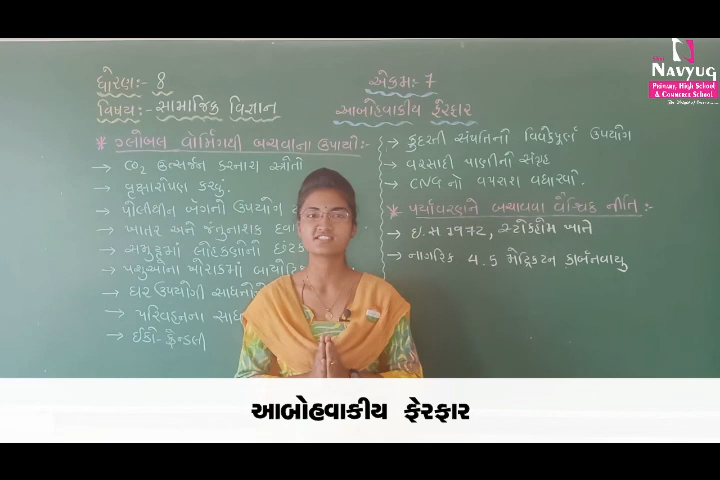 ધોરણ:- 8
વિષય:- સામાજિક વિજ્ઞાન
એકમ:- 7
આબોહવાકીય ફેરફાર
* ગ્લોબલ વોર્મિંગથી બચવાના ઉપાયો:-
→ CO2 ઉત્સર્જન કરનારા સ્ત્રોતો
→ વૃક્ષારોપણ કરવું.
→ પોલીથીન બૅગનો ઉપયોગ
→ ખાતર અને જંતુનાશક દવા
→ સમુદ્રમાં લોહકણોનો છંટકા
→ પશુઓના ખોરાકમાં
→ ઘર ઉપયોગી સાધનો
→ પરિવહનના સાધ
→ ઈકો-ફ્રેન્ડલી
→ કુદરતી સંપત્તિનો વિવેકપૂર્ણ ઉપયોગ
→ વરસાદી પાણીનો સંગ્રહ
→ CNG નો વપરાશ વધારવો.
* પર્યાવરણને બચાવવા વૈશ્વિક નીતિ:-
→ ઇ.સ ૧૯૭૨, સ્ટોકહોમ ખાતે
→ નાગરિક 4.5 મેટ્રિકટન કાર્બનવાયુ
NAVYUG
Primary, High School
& Commerce School
આબોહવાકીય ફેરફાર